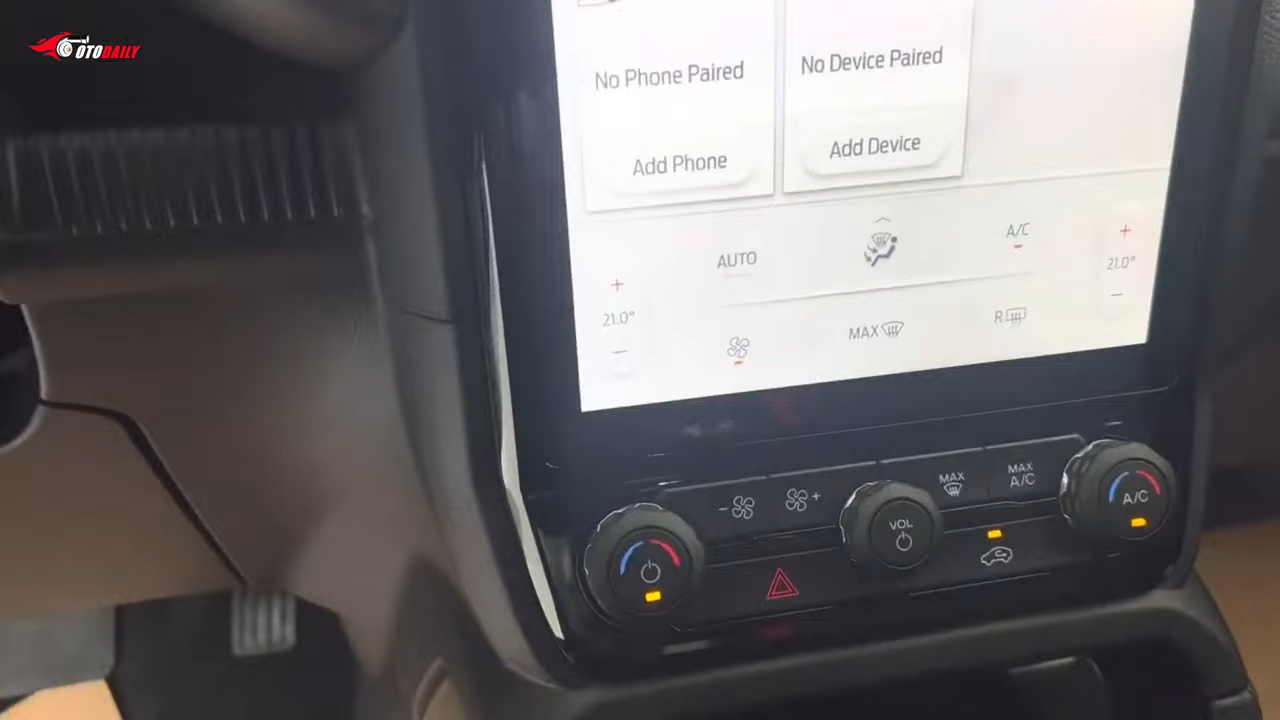 OTODAILY
No Phone Paired
No Device Paired
Add Phone
Add Device
AUTO
A/C
+
21.0°
−
+
21.0°
−
MAX
R
− +
MAX
MAX
A/C
VOL
A/C